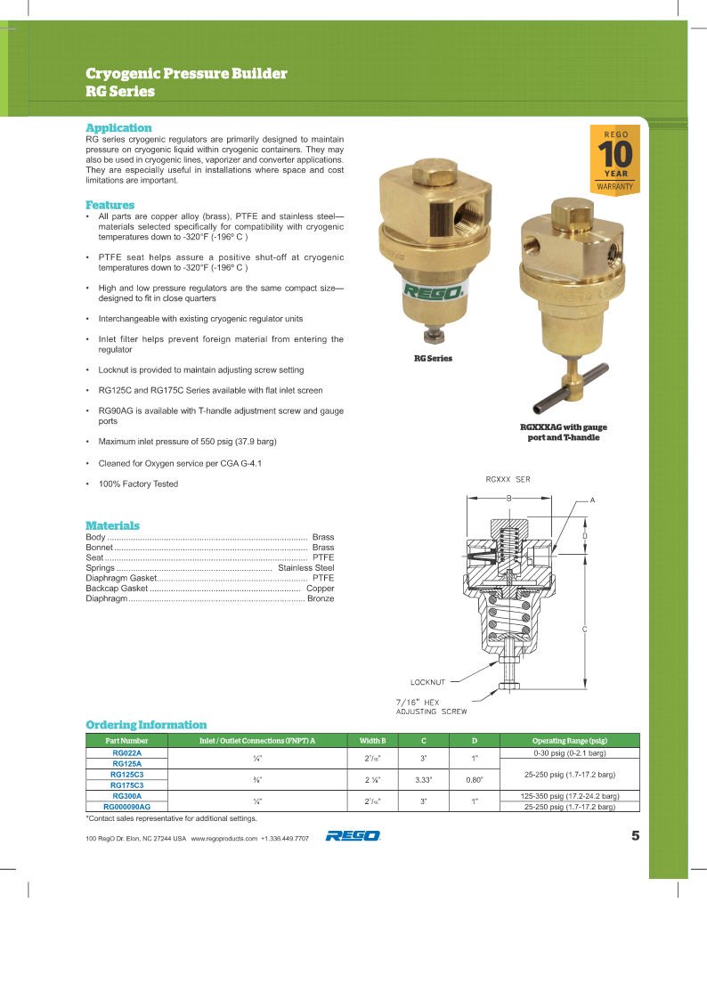 Cryogenic Pressure Builder
RG Series
Application
RG series cryogenic regulators are primarily designed to maintain
pressure on cryogenic liquid within cryogenic containers. They may
also be used in cryogenic lines, vaporizer and converter applications.
They are especially useful in installations where space and cost
limitations are important.
Features
• All parts are copper alloy (brass), PTFE and stainless steel—
materials selected specifically for compatibility with cryogenic
temperatures down to -320°F (-196º C )
• PTFE seat helps assure a positive shut-off at cryogenic
temperatures down to -320°F (-196º C )
• High and low pressure regulators are the same compact size—
designed to fit in close quarters
• Interchangeable with existing cryogenic regulator units
• Inlet filter helps prevent foreign material from entering the
regulator
• Locknut is provided to maintain adjusting screw setting
• RG125C and RG175C Series available with flat inlet screen
• RG90AG is available with T-handle adjustment screw and gauge
ports
• Maximum inlet pressure of 550 psig (37.9 barg)
• Cleaned for Oxygen service per CGA G-4.1
• 100% Factory Tested
Materials
Body ..................................................................................... Brass
Bonnet .................................................................................. Brass
Seat ...................................................................................... PTFE
Springs .................................................................. Stainless Steel
Diaphragm Gasket................................................................ PTFE
Backcap Gasket ................................................................ Copper
Diaphragm ........................................................................... Bronze
REGO
10
YEAR
WARRANTY
REGO®
RG Series
RGXXXAG with gauge
port and T-handle
RGXXX SER
B
A
D
C
LOCKNUT
7/16" HEX
ADJUSTING SCREW
Ordering Information
Part Number Inlet / Outlet Connections (FNPT) A Width B C D Operating Range (psig)
RG022A ¼" 2¹/₁₆" 3" 1" 0-30 psig (0-2.1 barg)
RG125A
RG125C3 ⅜" 2 ⅛" 3.33" 0.80" 25-250 psig (1.7-17.2 barg)
RG175C3
RG300A ¼" 2¹/₁₆" 3" 1" 125-350 psig (17.2-24.2 barg)
RG000090AG 25-250 psig (1.7-17.2 barg)
*Contact sales representative for additional settings.
100 RegO Dr. Elon, NC 27244 USA www.regoproducts.com +1.336.449.7707 REGO® 5